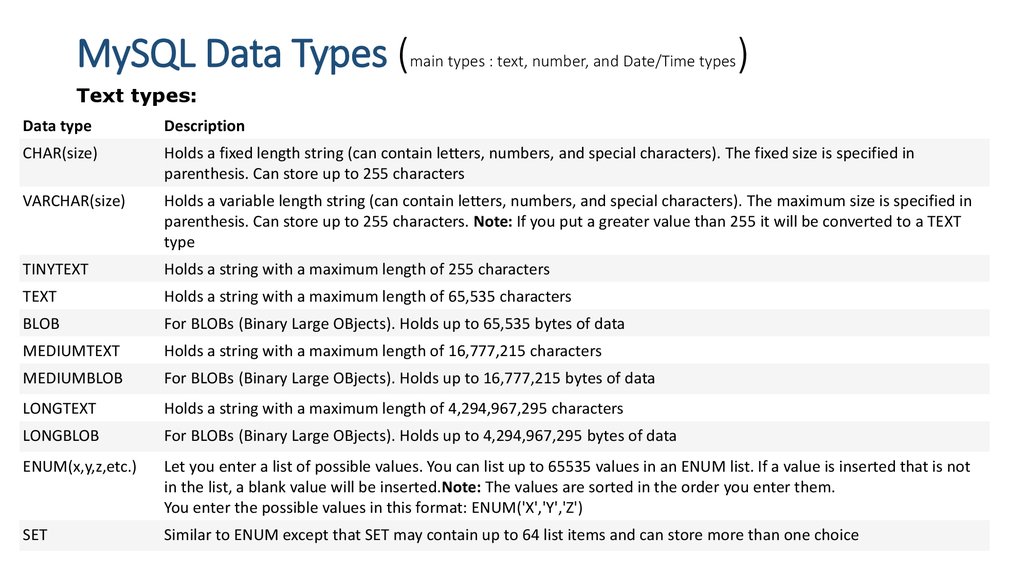 MySQL Data Types (main types : text, number, and Date/Time types)
Text types:
Data type Description
CHAR(size) Holds a fixed length string (can contain letters, numbers, and special characters). The fixed size is specified in
parenthesis. Can store up to 255 characters
VARCHAR(size) Holds a variable length string (can contain letters, numbers, and special characters). The maximum size is specified in
parenthesis. Can store up to 255 characters. Note: If you put a greater value than 255 it will be converted to a TEXT
type
TINYTEXT Holds a string with a maximum length of 255 characters
TEXT Holds a string with a maximum length of 65,535 characters
BLOB For BLOBs (Binary Large OBjects). Holds up to 65,535 bytes of data
MEDIUMTEXT Holds a string with a maximum length of 16,777,215 characters
MEDIUMBLOB For BLOBs (Binary Large OBjects). Holds up to 16,777,215 bytes of data
LONGTEXT Holds a string with a maximum length of 4,294,967,295 characters
LONGBLOB For BLOBs (Binary Large OBjects). Holds up to 4,294,967,295 bytes of data
ENUM(x,y,z,etc.) Let you enter a list of possible values. You can list up to 65535 values in an ENUM list. If a value is inserted that is not
in the list, a blank value will be inserted.Note: The values are sorted in the order you enter them.
You enter the possible values in this format: ENUM('X','Y','Z')
SET Similar to ENUM except that SET may contain up to 64 list items and can store more than one choice